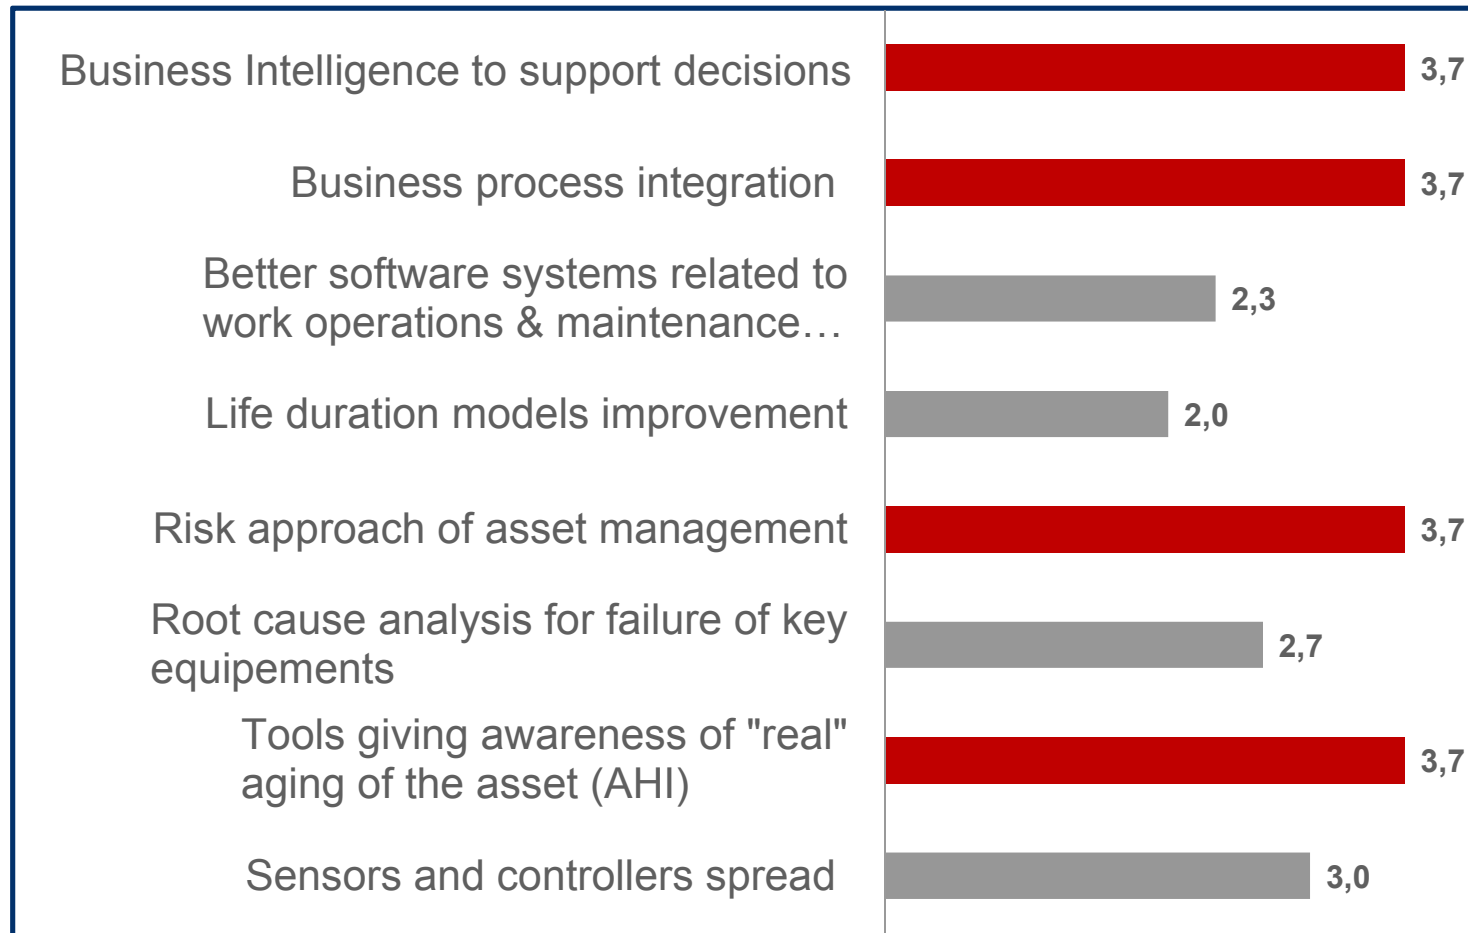 Business Intelligence to support decisions 3,7
Business process integration 3,7
Better software systems related to
work operations & maintenance… 2,3
Life duration models improvement 2,0
Risk approach of asset management 3,7
Root cause analysis for failure of key
equipements 2,7
Tools giving awareness of "real"
aging of the asset (AHI) 3,7
Sensors and controllers spread 3,0